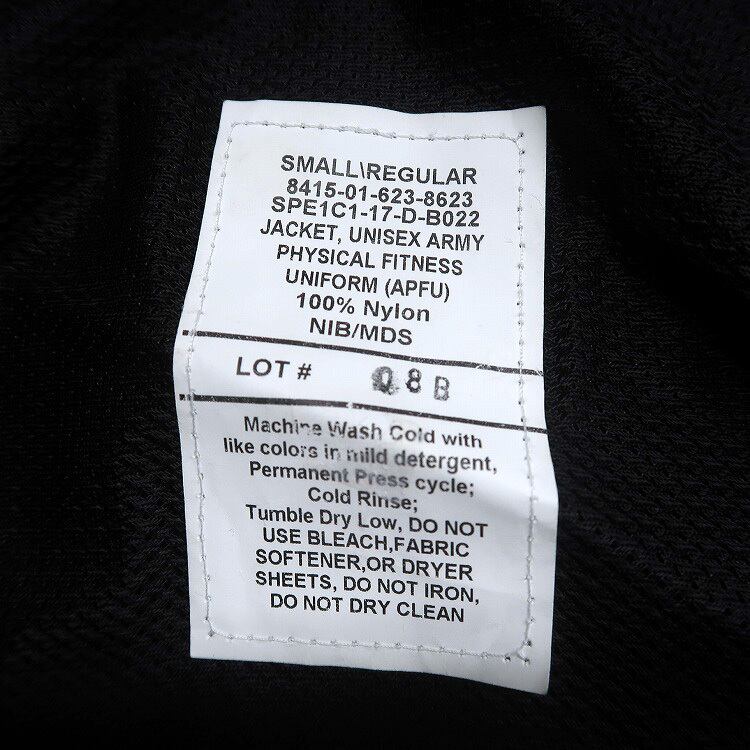 SMALL\REGULAR
8415-01-623-8623
SPE1C1-17-D-B022
JACKET, UNISEX ARMY
PHYSICAL FITNESS
UNIFORM (APFU)
100% Nylon
NIB/MDS
LOT # 08B
Machine Wash Cold with
like colors in mild detergent,
Permanent Press cycle;
Cold Rinse;
Tumble Dry Low, DO NOT
USE BLEACH,FABRIC
SOFTENER,OR DRYER
SHEETS, DO NOT IRON,
DO NOT DRY CLEAN